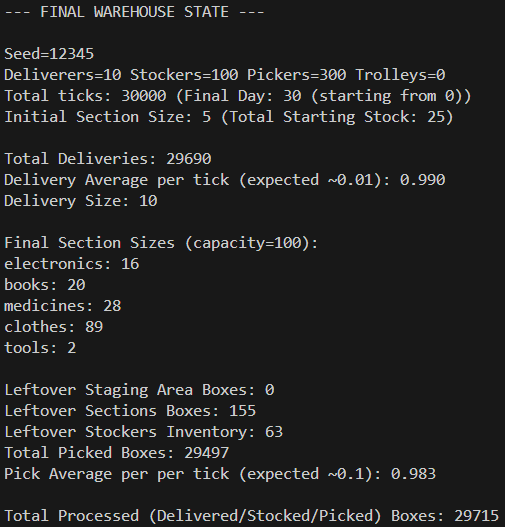 --- FINAL WAREHOUSE STATE ---
Seed=12345
Deliverers=10 Stockers=100 Pickers=300 Trolleys=0
Total ticks: 30000 (Final Day: 30 (starting from 0))
Initial Section Size: 5 (Total Starting Stock: 25)
Total Deliveries: 29690
Delivery Average per tick (expected ~0.01): 0.990
Delivery Size: 10
Final Section Sizes (capacity=100):
electronics: 16
books: 20
medicines: 28
clothes: 89
tools: 2
Leftover Staging Area Boxes: 0
Leftover Sections Boxes: 155
Leftover Stockers Inventory: 63
Total Picked Boxes: 29497
Pick Average per per tick (expected ~0.1): 0.983
Total Processed (Delivered/Stocked/Picked) Boxes: 29715